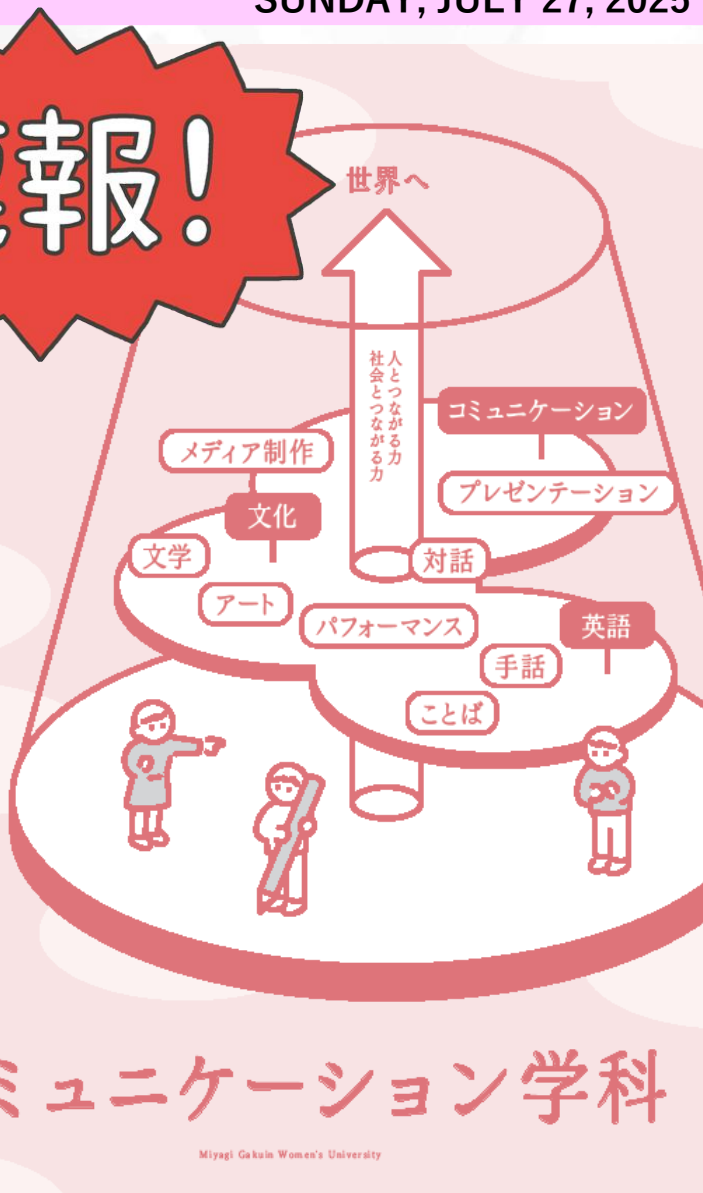 SUNDAY, JULY 27, 2025
報!
世界へ
人とつながる力
社会とつながる力
コミュニケーション
メディア制作
プレゼンテーション
文化
文学
対話
アート
パフォーマンス
英語
手話
ことば
ミュニケーション学科
Miyagi Gakuin Women's University